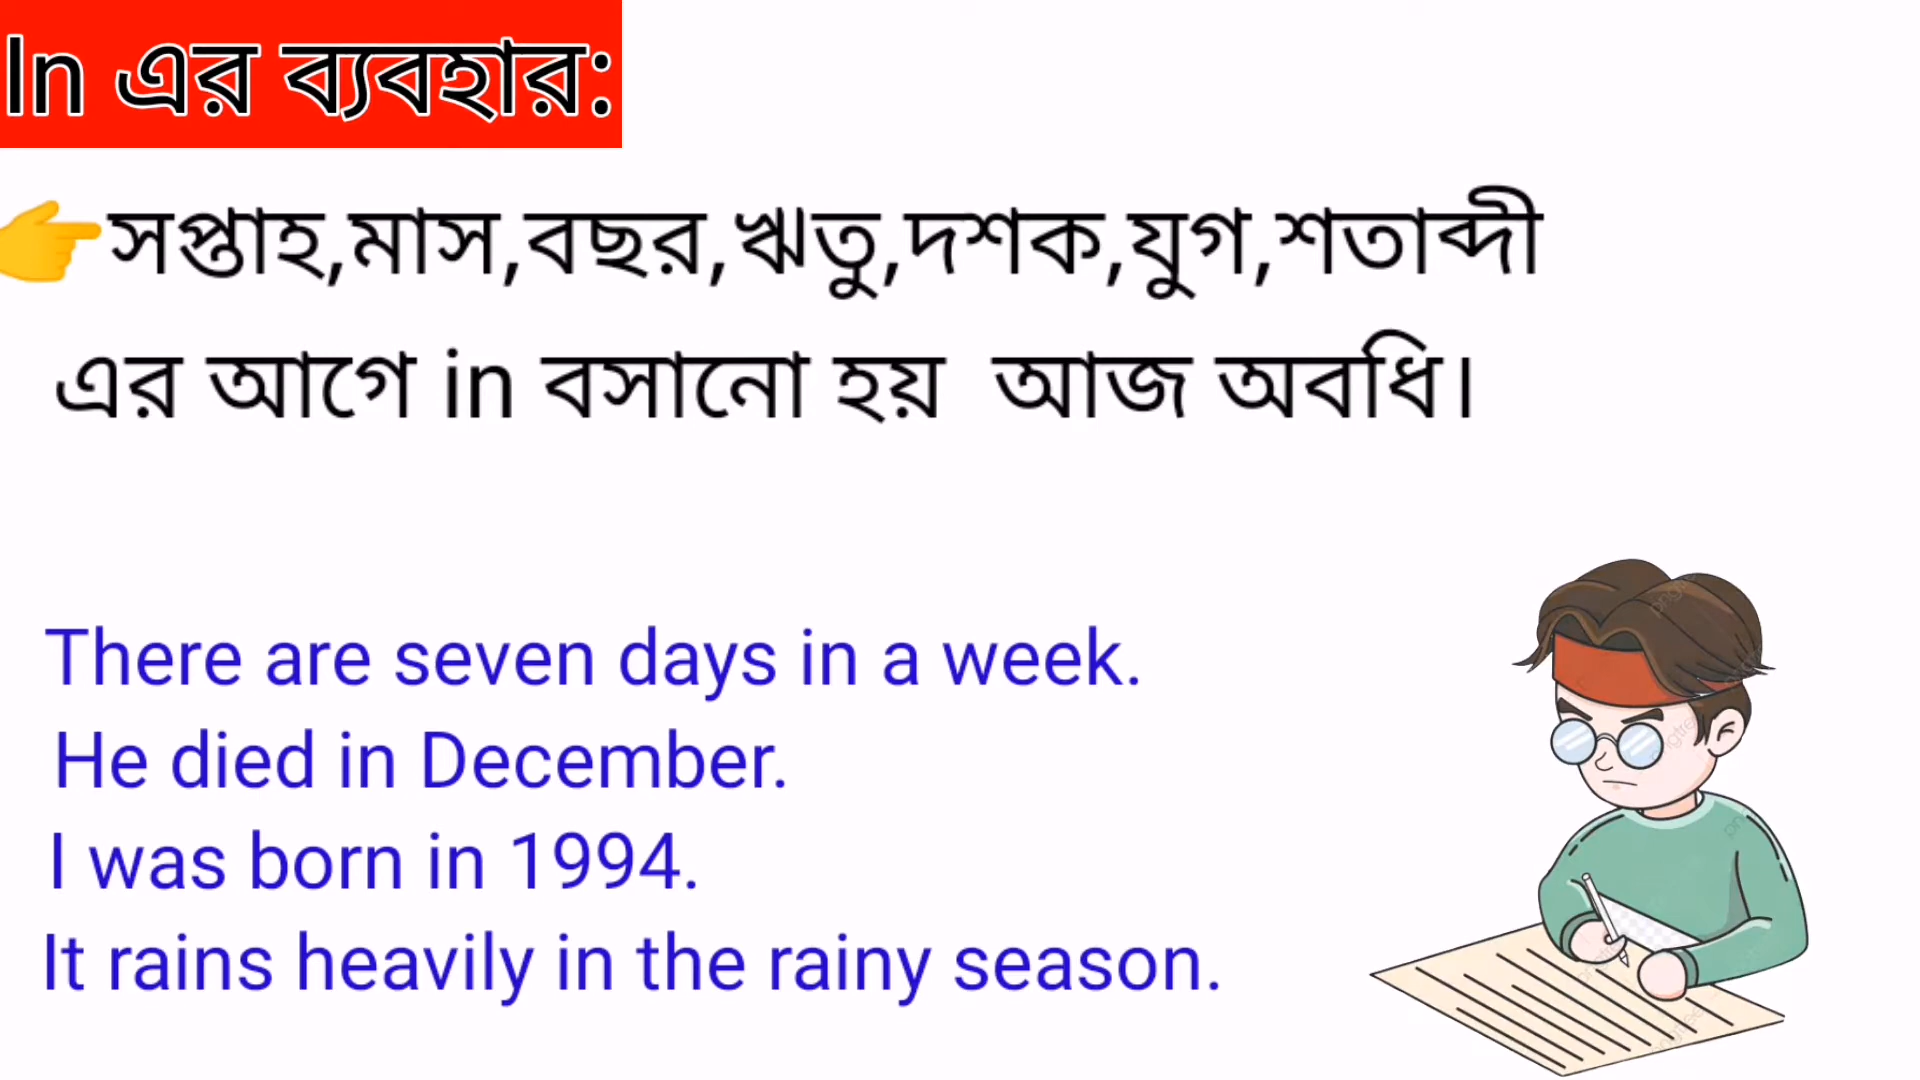 In এর ব্যবহার:
👉সপ্তাহ,মাস,বছর,ঋতু,দশক,যুগ,শতাব্দী
এর আগে in বসানো হয় আজ অবধি।
There are seven days in a week.
He died in December.
I was born in 1994.
It rains heavily in the rainy season.